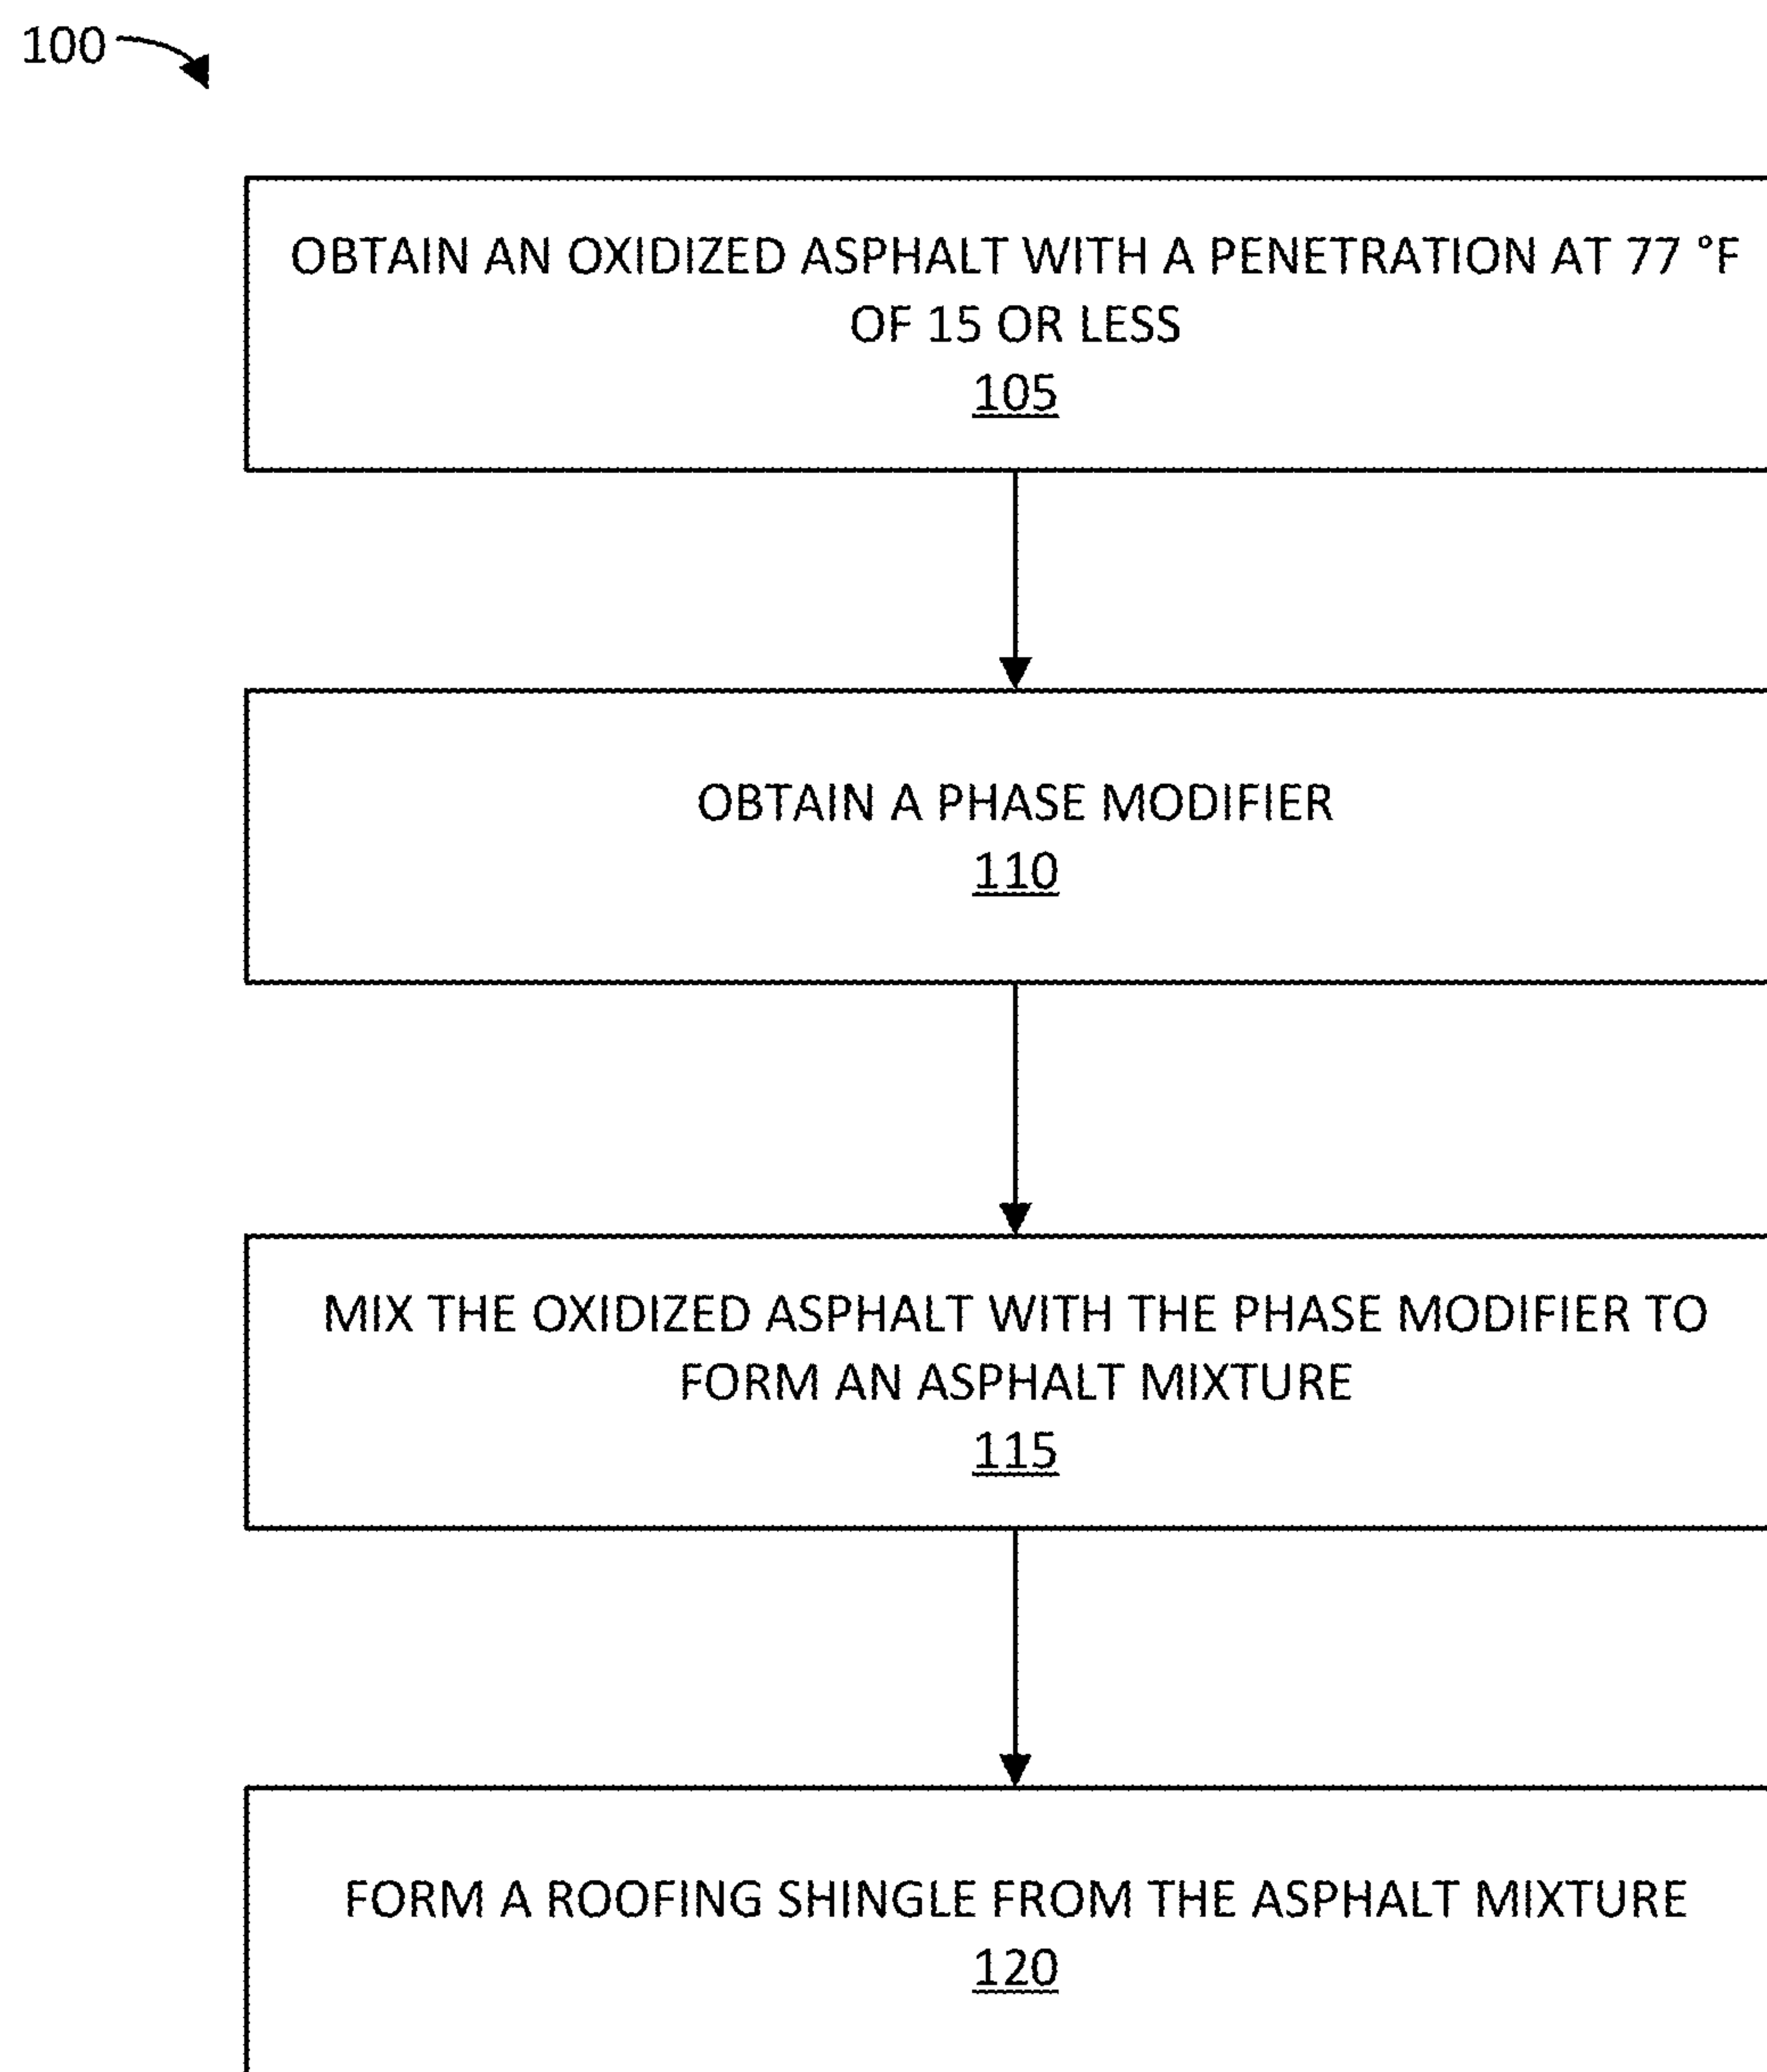 100
OBTAIN AN OXIDIZED ASPHALT WITH A PENETRATION AT 77 °F
OF 15 OR LESS
105
OBTAIN A PHASE MODIFIER
110
MIX THE OXIDIZED ASPHALT WITH THE PHASE MODIFIER TO
FORM AN ASPHALT MIXTURE
115
FORM A ROOFING SHINGLE FROM THE ASPHALT MIXTURE
120